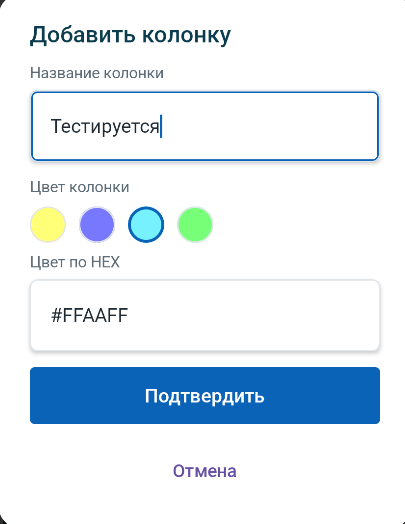 Добавить колонку
Название колонки
Тестируется
Цвет колонки
Цвет по HEX
#FFAAFF
Подтвердить
Отмена